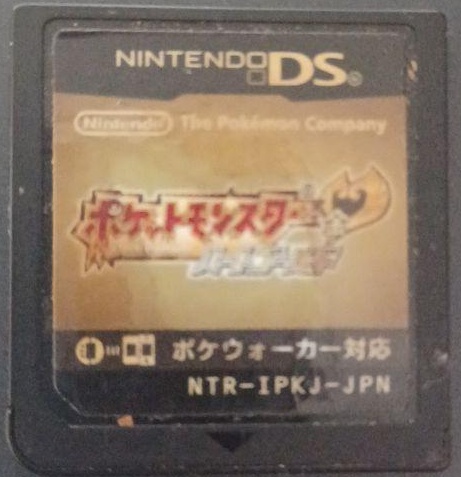 NINTENDO DS®
Nintendo® The Pokémon Company
ポケットモンスター
ポケウォーカー対応
NTR-IPKJ-JPN